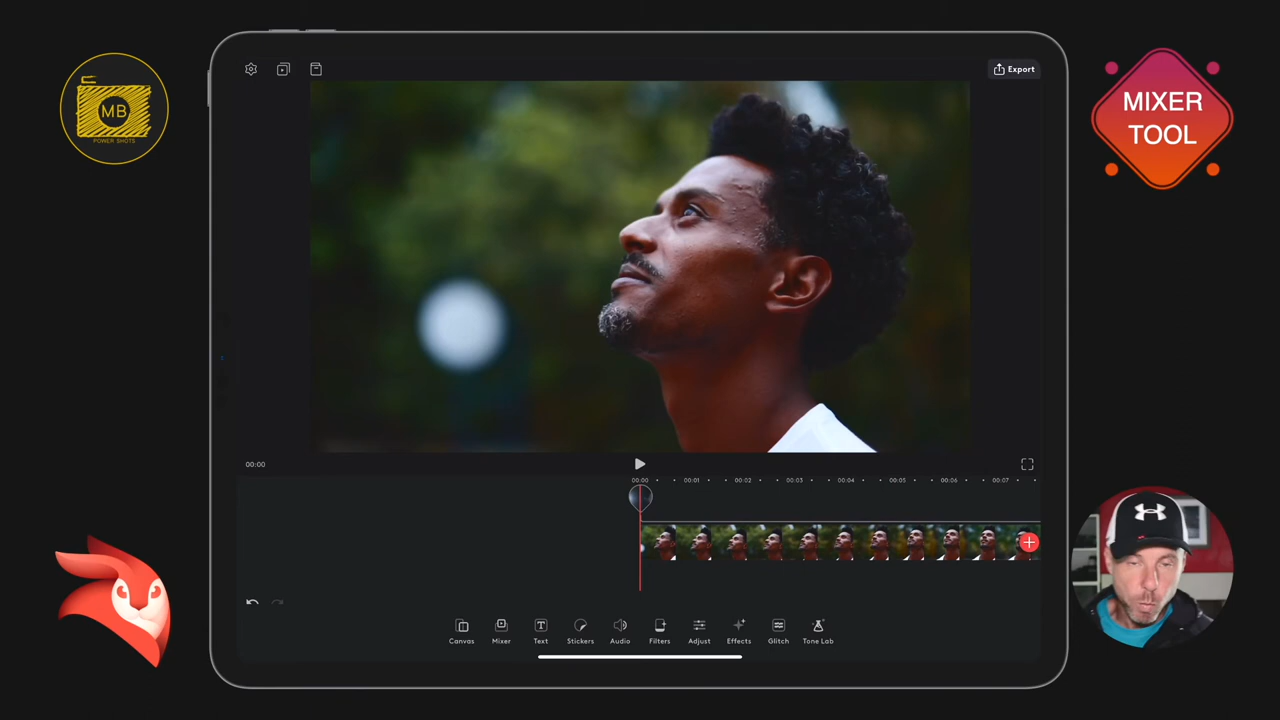 MB
POWER SHOTS
Export
MIXER
TOOL
00:00
00:00 00:01 00:02 00:03 00:04 00:05 00:06 00:07
Canvas Mixer Text Stickers Audio Filters Adjust Effects Glitch Tone Lab